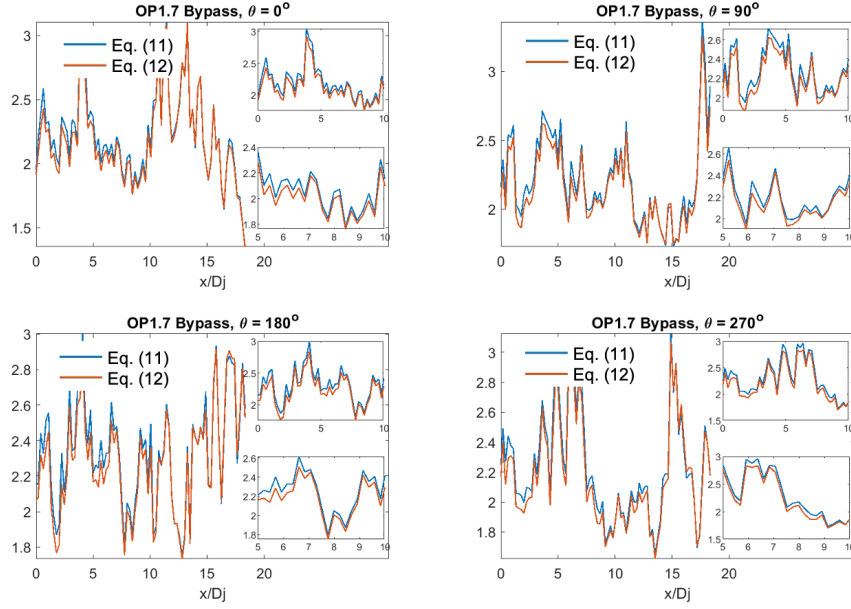 OP1.7 Bypass, θ = 0°
Eq. (11)
Eq. (12)
3
2.5
2
1.5
0 5 10 15 20
x/Dj
3
2.5
2
0 5 10
2.4
2.2
2
1.8
5 6 7 8 9 10
OP1.7 Bypass, θ = 90°
Eq. (11)
Eq. (12)
3
2.5
2
0 5 10 15 20
x/Dj
2.6
2.4
2.2
2
0 5 10
2.6
2.4
2.2
2
5 6 7 8 9 10
OP1.7 Bypass, θ = 180°
Eq. (11)
Eq. (12)
3
2.8
2.6
2.4
2.2
2
1.8
0 5 10 15 20
x/Dj
3
2.5
2
0 5 10
2.6
2.4
2.2
2
1.8
5 6 7 8 9 10
OP1.7 Bypass, θ = 270°
Eq. (11)
Eq. (12)
3
2.8
2.6
2.4
2.2
2
1.8
0 5 10 15 20
x/Dj
3
2.5
2
1.5
0 5 10
3
2.5
2
1.5
5 6 7 8 9 10